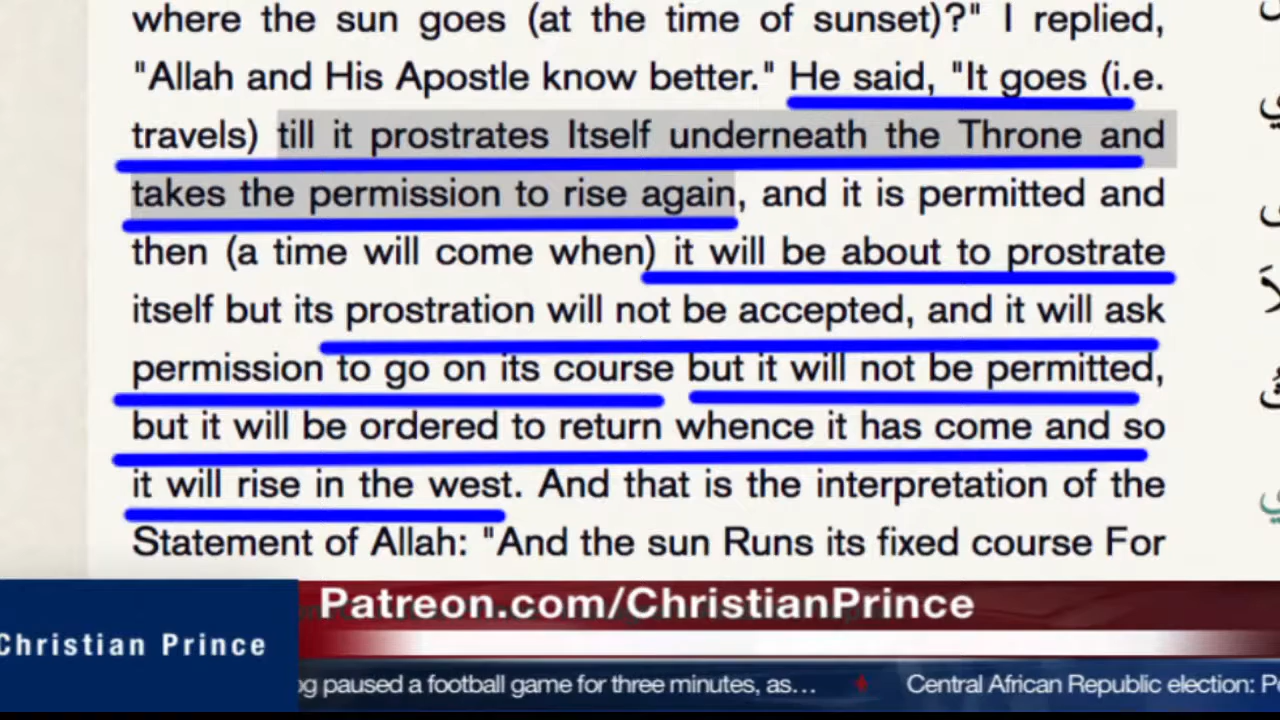 where the sun goes (at the time of sunset)?" I replied,
"Allah and His Apostle know better." He said, "It goes (i.e.
travels) till it prostrates Itself underneath the Throne and
takes the permission to rise again, and it is permitted and
then (a time will come when) it will be about to prostrate
itself but its prostration will not be accepted, and it will ask
permission to go on its course but it will not be permitted,
but it will be ordered to return whence it has come and so
it will rise in the west. And that is the interpretation of the
Statement of Allah: "And the sun Runs its fixed course For
Patreon.com/ChristianPrince
Christian Prince
paused a football game for three minutes, as...
Central African Republic election: